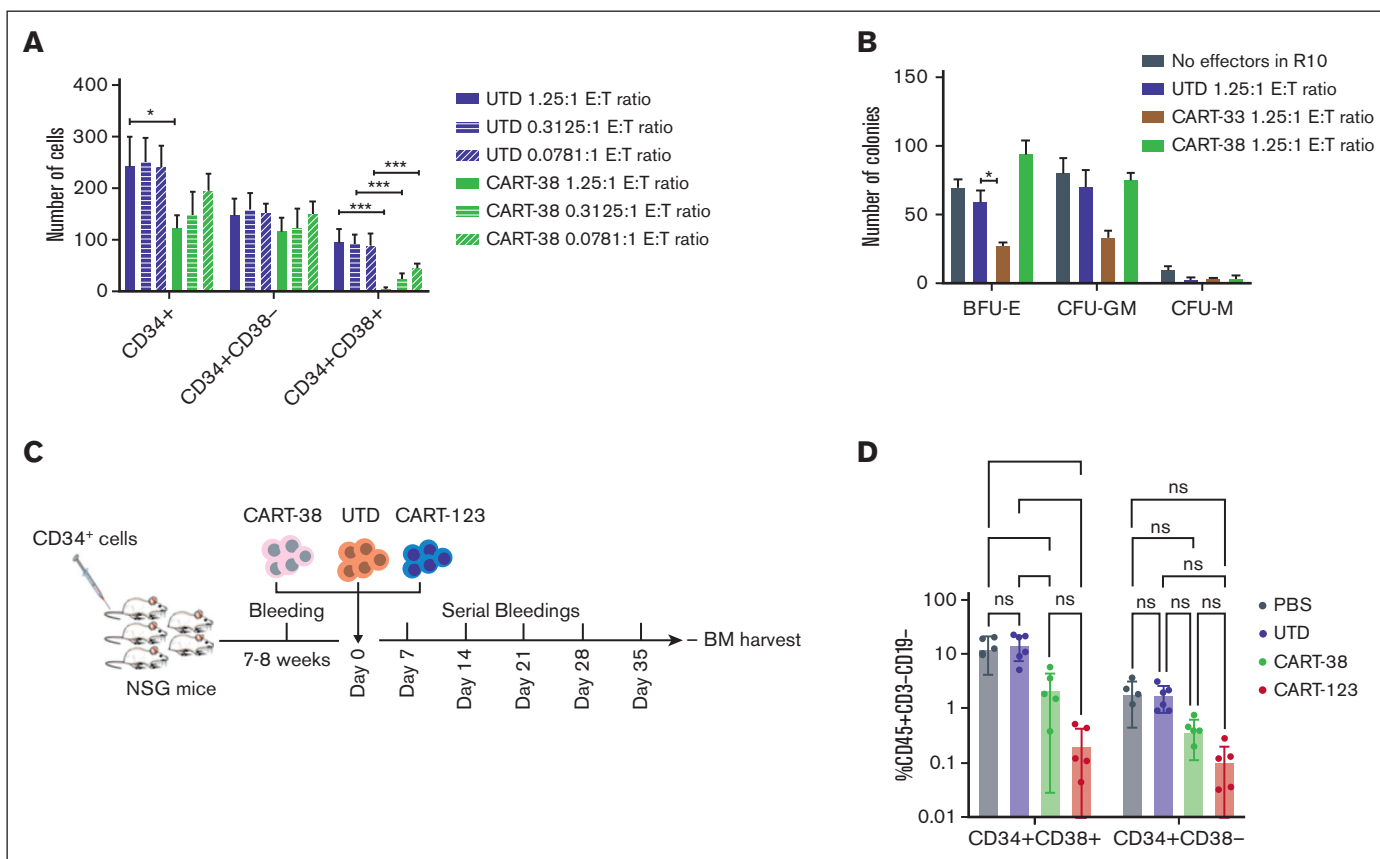 A
Number of cells
400
300
200
100
0
*
***
***
***
CD34+
CD34+CD38–
CD34+CD38+
UTD 1.25:1 E:T ratio
UTD 0.3125:1 E:T ratio
UTD 0.0781:1 E:T ratio
CART-38 1.25:1 E:T ratio
CART-38 0.3125:1 E:T ratio
CART-38 0.0781:1 E:T ratio
B
Number of colonies
150
100
50
0
*
BFU-E
CFU-GM
CFU-M
No effectors in R10
UTD 1.25:1 E:T ratio
CART-33 1.25:1 E:T ratio
CART-38 1.25:1 E:T ratio
C
CD34+ cells
NSG mice
CART-38
UTD
CART-123
Bleeding
Serial Bleedings
7-8 weeks
Day 0
Day 7
Day 14
Day 21
Day 28
Day 35
– BM harvest
D
%CD45+CD3–CD19–
100
10
1
0.1
0.01
ns
ns
ns
ns
ns
ns
ns
ns
CD34+CD38+
CD34+CD38–
PBS
UTD
CART-38
CART-123